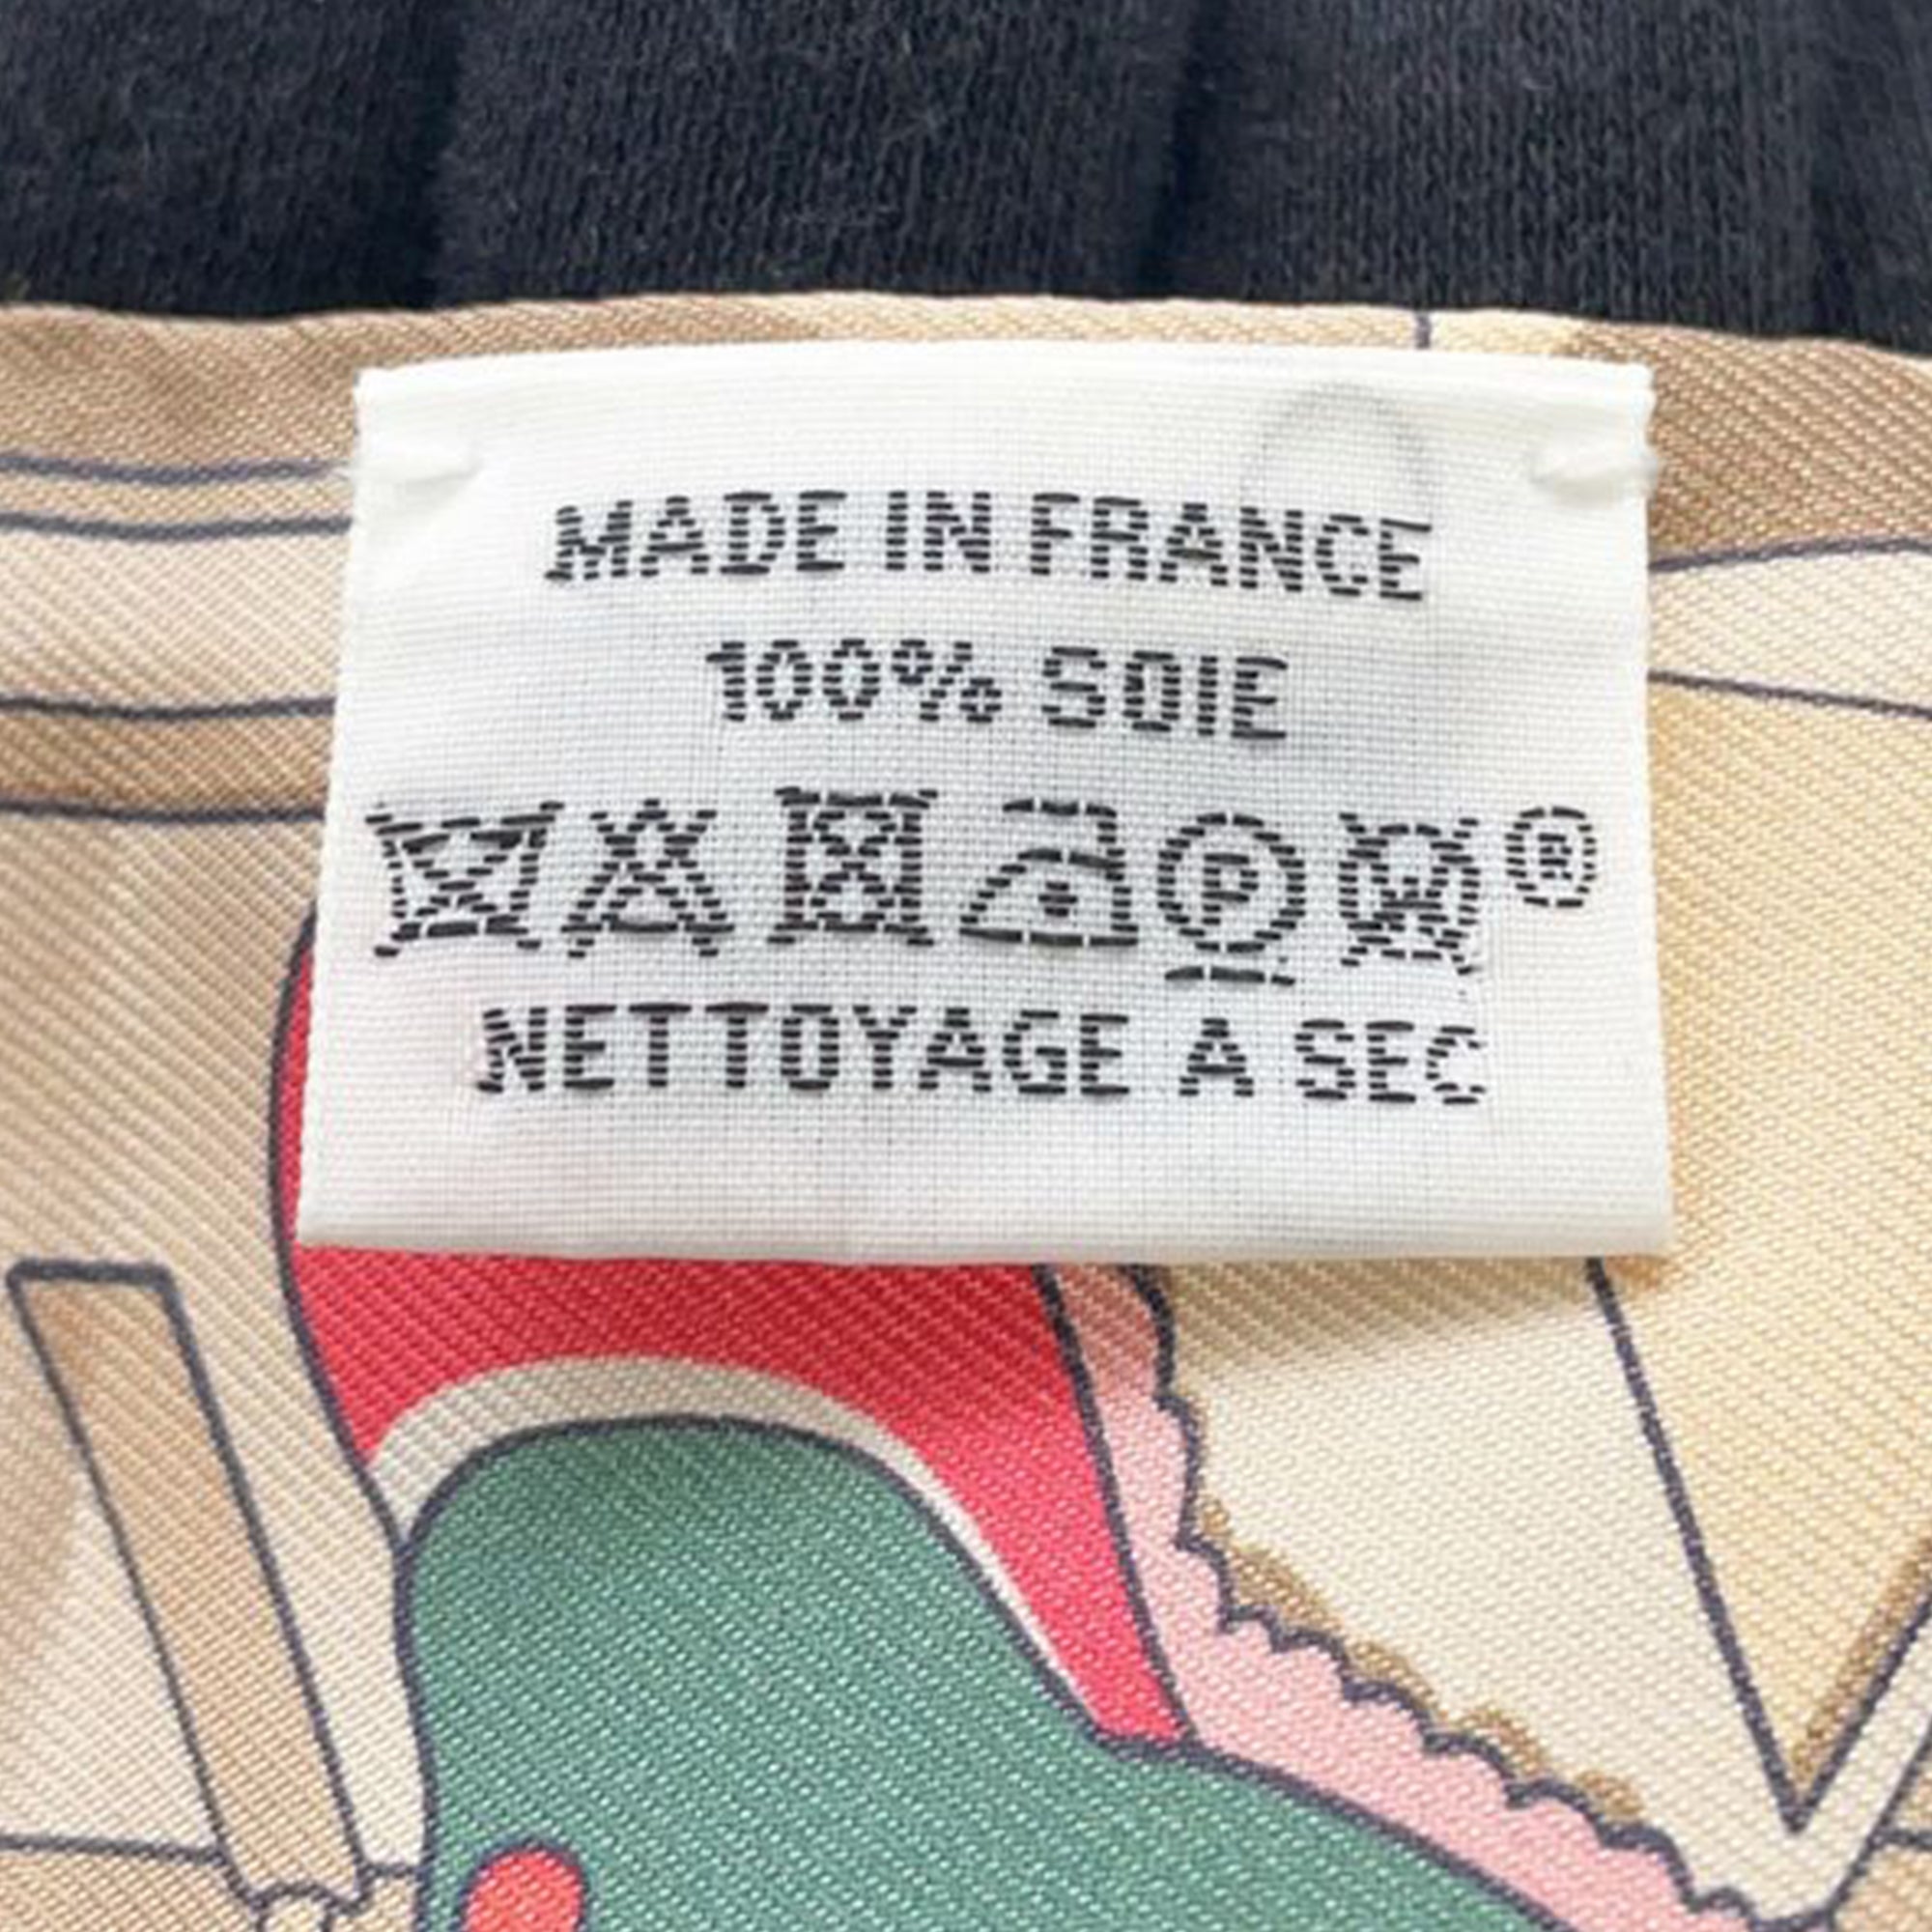 MADE IN FRANCE
100% SOIE
P W ®
NETTOYAGE A SEC